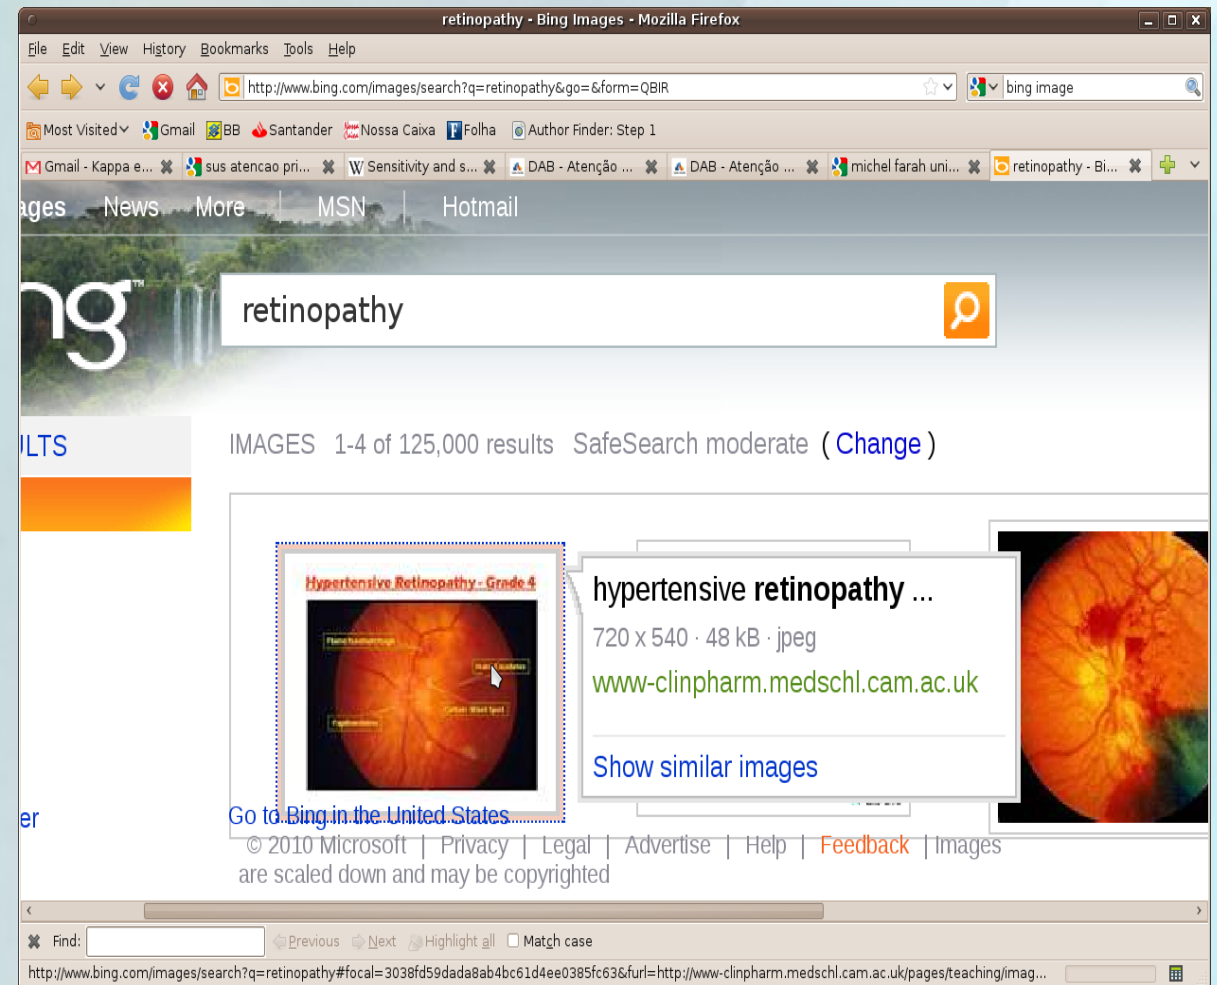 retinopathy - Bing Images - Mozilla Firefox
File Edit View History Bookmarks Tools Help
http://www.bing.com/images/search?q=retinopathy&go=&form=QBIR
bing image
Most Visited Gmail BB Santander Nossa Caixa Folha Author Finder: Step 1
Gmail - Kappa e... sus atencao pri... Sensitivity and s... DAB - Atenção ... DAB - Atenção ... michel farah uni... retinopathy - Bi...
ages News More MSN Hotmail
ng™
retinopathy
ULTS
IMAGES 1-4 of 125,000 results SafeSearch moderate ( Change )
Hypertensive Retinopathy - Grade 4
hypertensive retinopathy ...
720 x 540 · 48 kB · jpeg
www-clinpharm.medschl.cam.ac.uk
Show similar images
er
Go to Bing in the United States
© 2010 Microsoft | Privacy | Legal | Advertise | Help | Feedback | Images
are scaled down and may be copyrighted
Find: Previous Next Highlight all Match case
http://www.bing.com/images/search?q=retinopathy#focal=3038fd59dada8ab4bc61d4ee0385fc63&furl=http://www-clinpharm.medschl.cam.ac.uk/pages/teaching/imag...